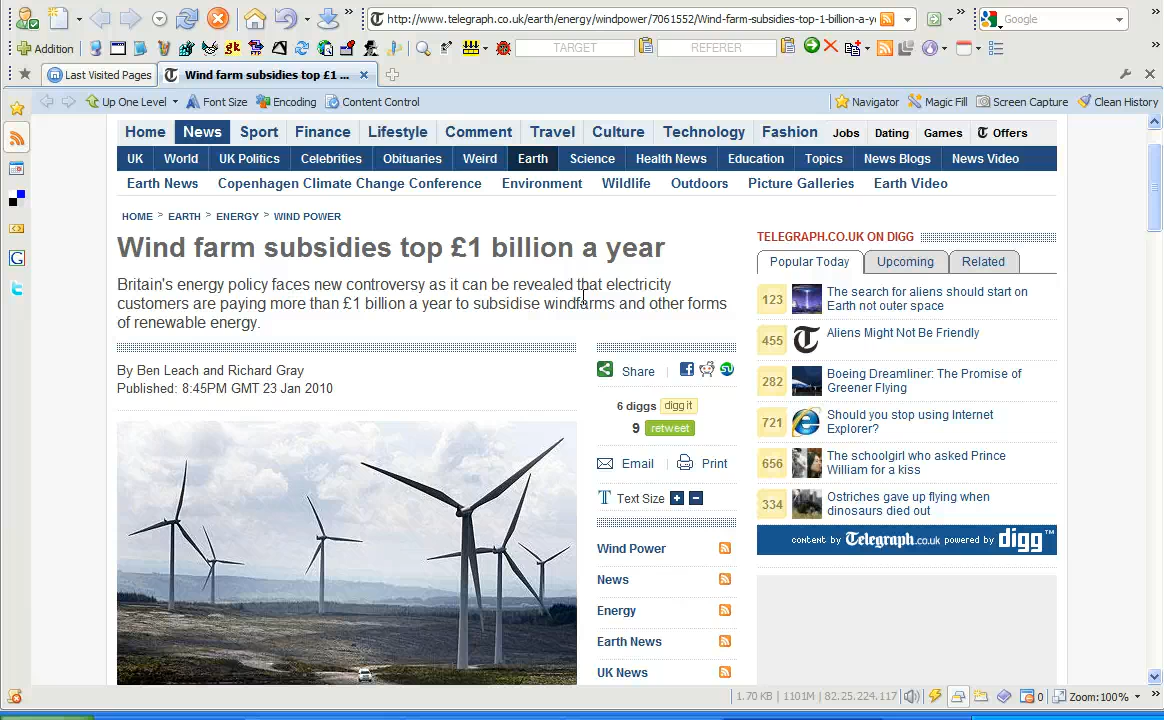 http://www.telegraph.co.uk/earth/energy/windpower/7061552/Wind-farm-subsidies-top-1-billion-a-y
Google
Addition
TARGET
REFERER
Last Visited Pages
Wind farm subsidies top £1 ...
Up One Level
Font Size
Encoding
Content Control
Navigator
Magic Fill
Screen Capture
Clean History
Home News Sport Finance Lifestyle Comment Travel Culture Technology Fashion Jobs Dating Games Offers
UK World UK Politics Celebrities Obituaries Weird Earth Science Health News Education Topics News Blogs News Video
Earth News Copenhagen Climate Change Conference Environment Wildlife Outdoors Picture Galleries Earth Video
HOME > EARTH > ENERGY > WIND POWER
Wind farm subsidies top £1 billion a year
Britain's energy policy faces new controversy as it can be revealed that electricity
customers are paying more than £1 billion a year to subsidise windfarms and other forms
of renewable energy.
By Ben Leach and Richard Gray
Published: 8:45PM GMT 23 Jan 2010
Share
6 diggs digg it
9 retweet
Email Print
Text Size + −
Wind Power
News
Energy
Earth News
UK News
TELEGRAPH.CO.UK ON DIGG
Popular Today Upcoming Related
123 The search for aliens should start on
Earth not outer space
455 Aliens Might Not Be Friendly
282 Boeing Dreamliner: The Promise of
Greener Flying
721 Should you stop using Internet
Explorer?
656 The schoolgirl who asked Prince
William for a kiss
334 Ostriches gave up flying when
dinosaurs died out
content by Telegraph.co.uk powered by digg™
1.70 KB | 1101M | 82.25.224.117
0
Zoom:100%